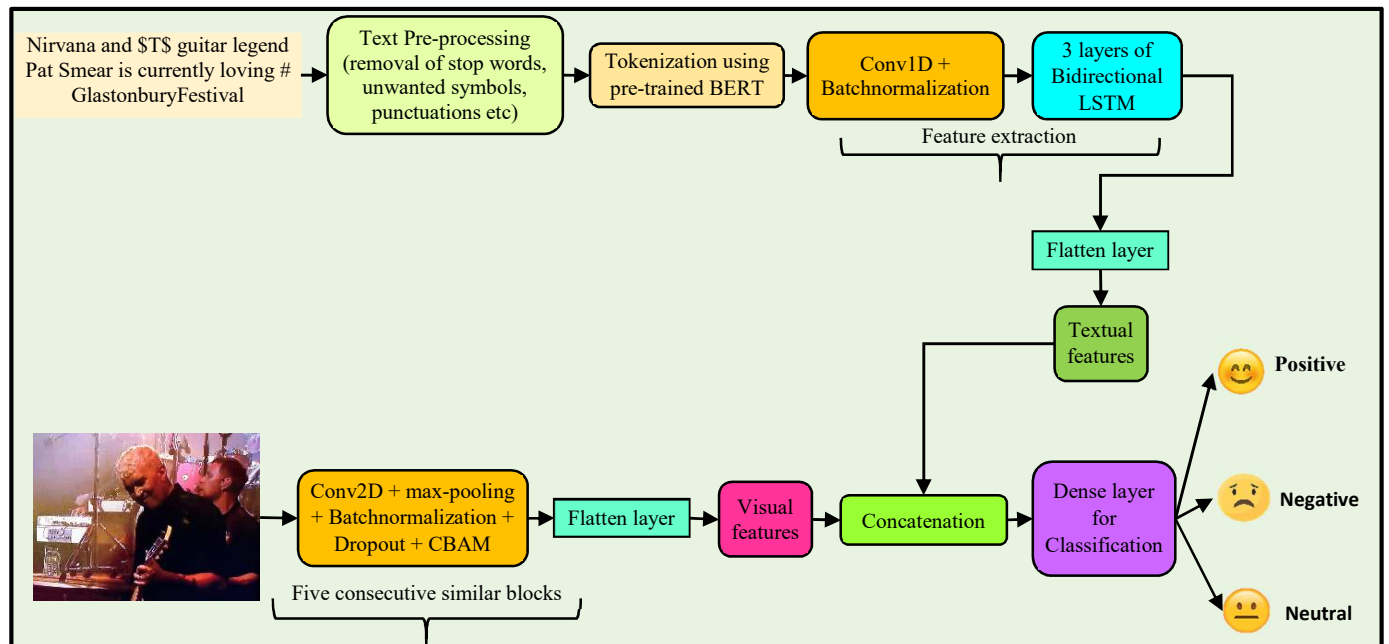 Nirvana and $T$ guitar legend
Pat Smear is currently loving #
GlastonburyFestival
Text Pre-processing
(removal of stop words,
unwanted symbols,
punctuations etc)
Tokenization using
pre-trained BERT
Conv1D +
Batchnormalization
3 layers of
Bidirectional
LSTM
Feature extraction
Flatten layer
Textual
features
Conv2D + max-pooling
+ Batchnormalization +
Dropout + CBAM
Five consecutive similar blocks
Flatten layer
Visual
features
Concatenation
Dense layer
for
Classification
Positive
Negative
Neutral